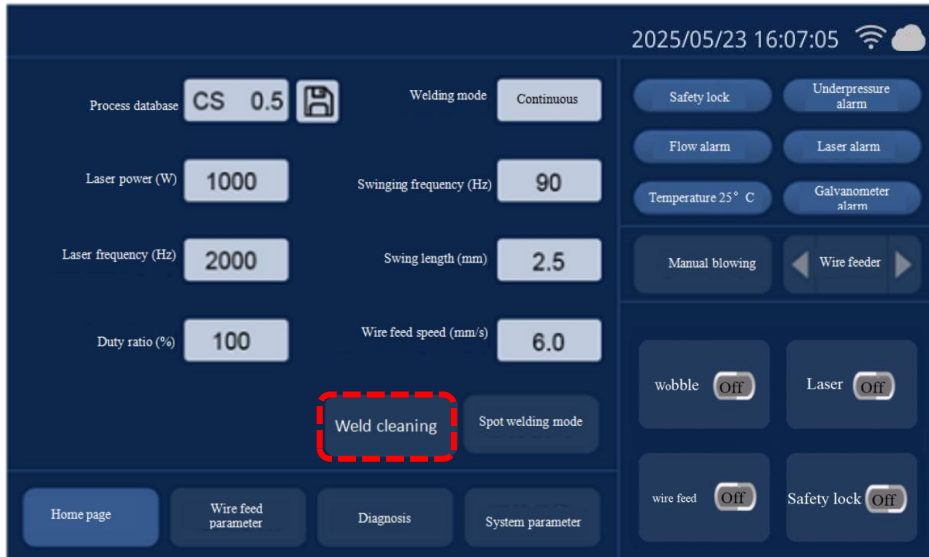 2025/05/23 16:07:05
Process database CS 0.5
Welding mode Continuous
Laser power (W) 1000
Swinging frequency (Hz) 90
Laser frequency (Hz) 2000
Swing length (mm) 2.5
Duty ratio (%) 100
Wire feed speed (mm/s) 6.0
Weld cleaning
Spot welding mode
Safety lock
Underpressure
alarm
Flow alarm
Laser alarm
Temperature 25° C
Galvanometer
alarm
Manual blowing
Wire feeder
Wobble Off
Laser Off
wire feed Off
Safety lock Off
Home page
Wire feed
parameter
Diagnosis
System parameter